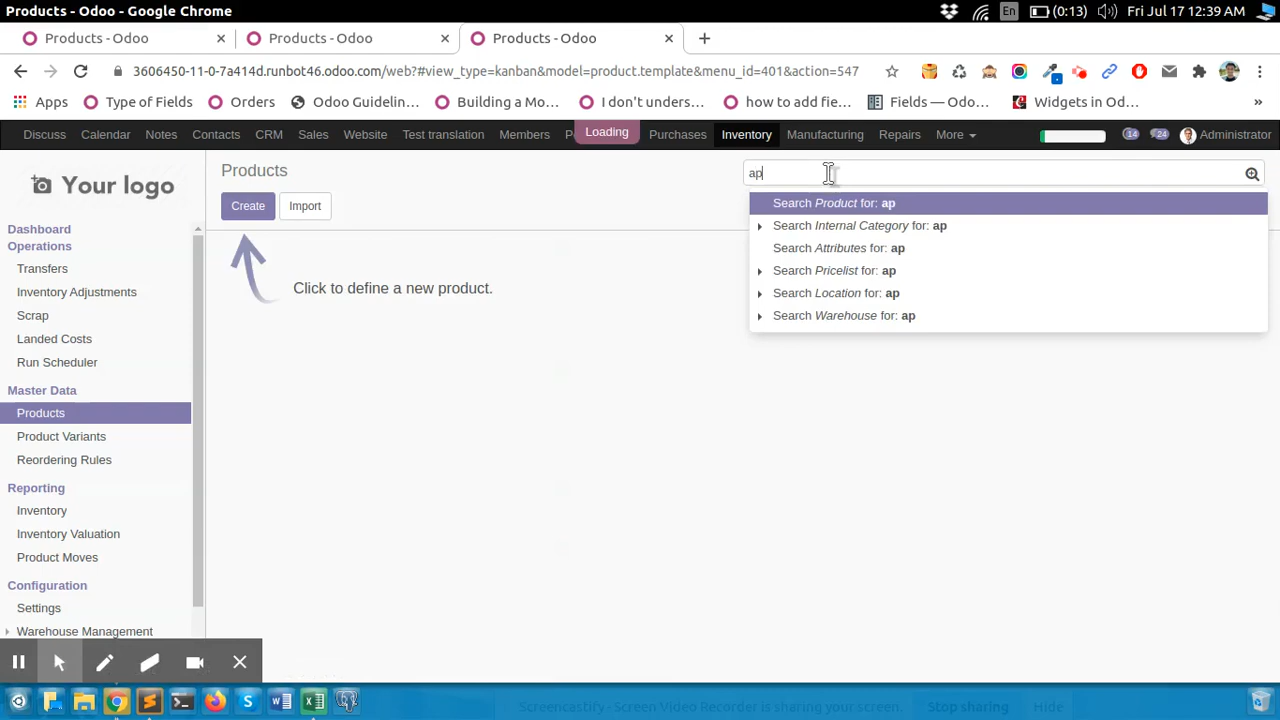 Products - Odoo - Google Chrome
En
(0:13)
Fri Jul 17 12:39 AM
Products - Odoo
Products - Odoo
Products - Odoo
3606450-11-0-7a414d.runbot46.odoo.com/web?#view_type=kanban&model=product.template&menu_id=401&action=547
Apps
Type of Fields
Orders
Odoo Guidelin...
Building a Mo...
I don't unders...
how to add fie...
Fields — Odo...
Widgets in Od...
»
Discuss
Calendar
Notes
Contacts
CRM
Sales
Website
Test translation
Members
P
Loading
Purchases
Inventory
Manufacturing
Repairs
More
14
24
Administrator
Your logo
Products
ap
Create
Import
Search Product for: ap
Search Internal Category for: ap
Search Attributes for: ap
Search Pricelist for: ap
Search Location for: ap
Search Warehouse for: ap
Click to define a new product.
Dashboard
Operations
Transfers
Inventory Adjustments
Scrap
Landed Costs
Run Scheduler
Master Data
Products
Product Variants
Reordering Rules
Reporting
Inventory
Inventory Valuation
Product Moves
Configuration
Settings
Warehouse Management
Screencastify - Screen Video Recorder is sharing your screen.
Stop sharing
Hide